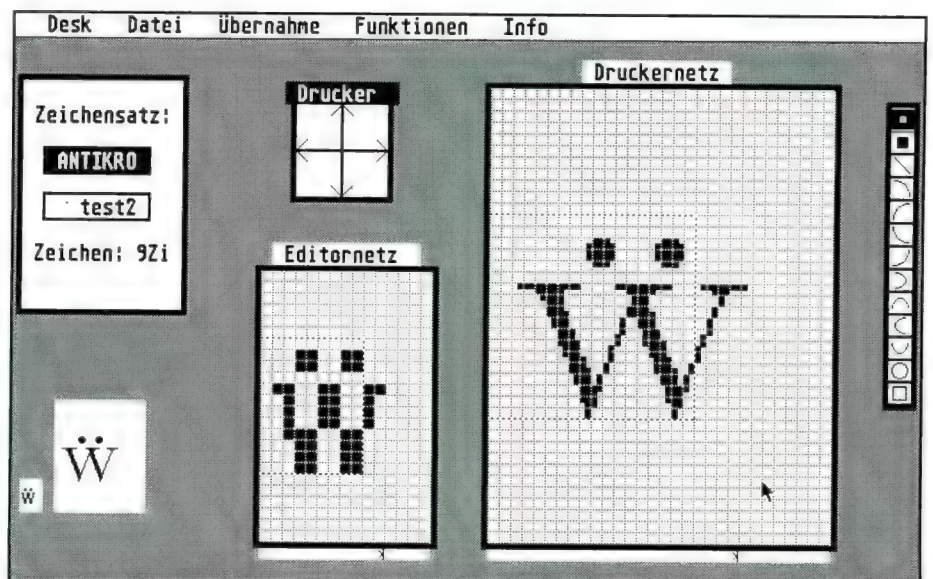 Desk Datei Übernahme Funktionen Info
Zeichensatz:
ANTIKRO
test2
Zeichen: 9Zi
Drucker
Editornetz
Druckernetz
Ẅ
Ẅ
Ẅ
Ẅ